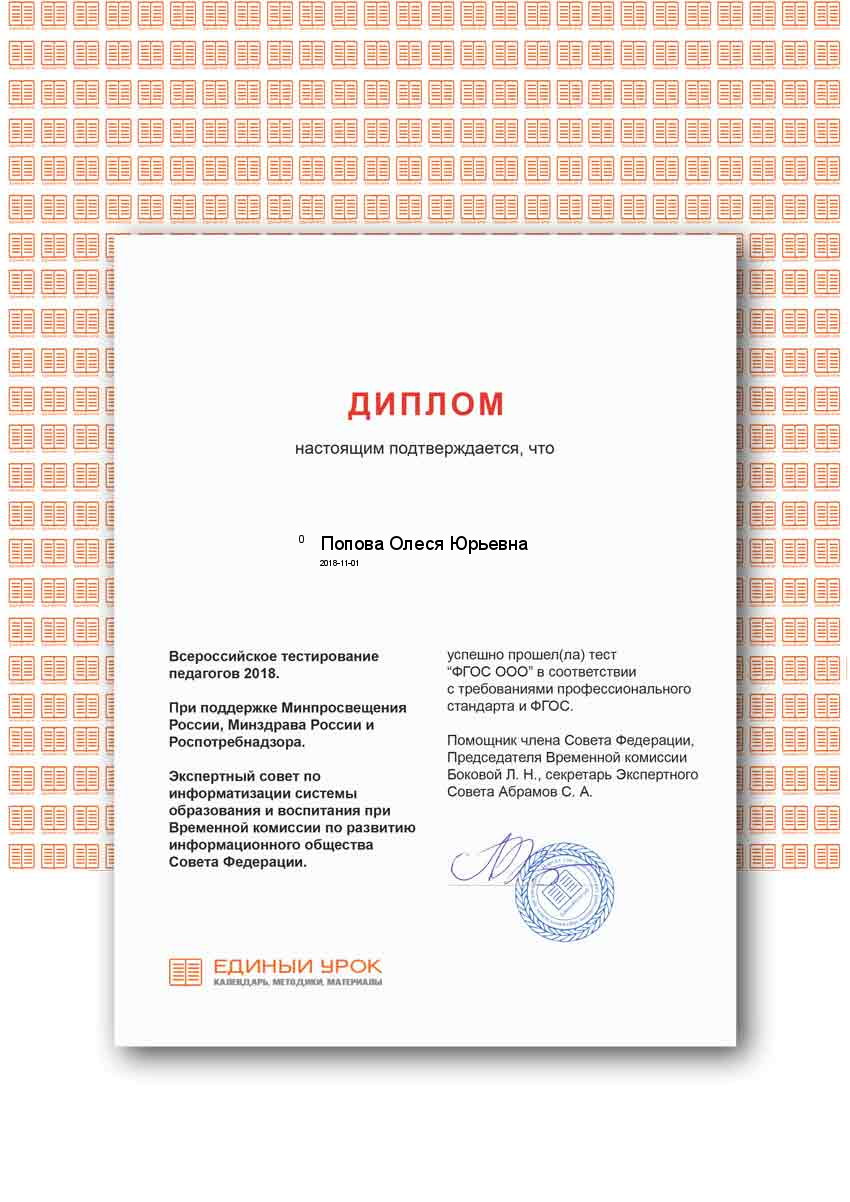 ДИПЛОМ
настоящим подтверждается, что
0 Попова Олеся Юрьевна
2018-11-01
Всероссийское тестирование
педагогов 2018.
При поддержке Минпросвещения
России, Минздрава России и
Роспотребнадзора.
Экспертный совет по
информатизации системы
образования и воспитания при
Временной комиссии по развитию
информационного общества
Совета Федерации.
успешно прошел(ла) тест
“ФГОС ООО” в соответствии
с требованиями профессионального
стандарта и ФГОС.
Помощник члена Совета Федерации,
Председателя Временной комиссии
Боковой Л. Н., секретарь Экспертного
Совета Абрамов С. А.
ЕДИНЫЙ УРОК
КАЛЕНДАРЬ, МЕТОДИКИ, МАТЕРИАЛЫ